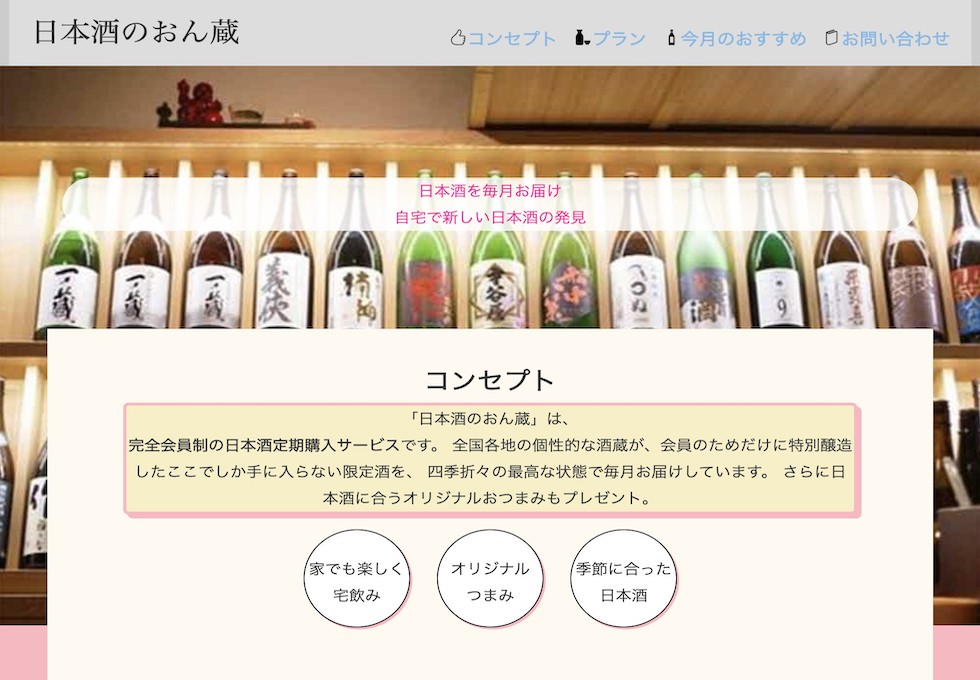 日本酒のおん蔵
コンセプト
プラン
今月のおすすめ
お問い合わせ
日本酒を毎月お届け
自宅で新しい日本酒の発見
一ノ蔵
一ノ蔵
一ノ蔵
義侠
コンセプト
「日本酒のおん蔵」は、
完全会員制の日本酒定期購入サービスです。 全国各地の個性的な酒蔵が、会員のためだけに特別醸造
したここでしか手に入らない限定酒を、 四季折々の最高な状態で毎月お届けしています。 さらに日
本酒に合うオリジナルおつまみもプレゼント。
家でも楽しく
宅飲み
オリジナル
つまみ
季節に合った
日本酒